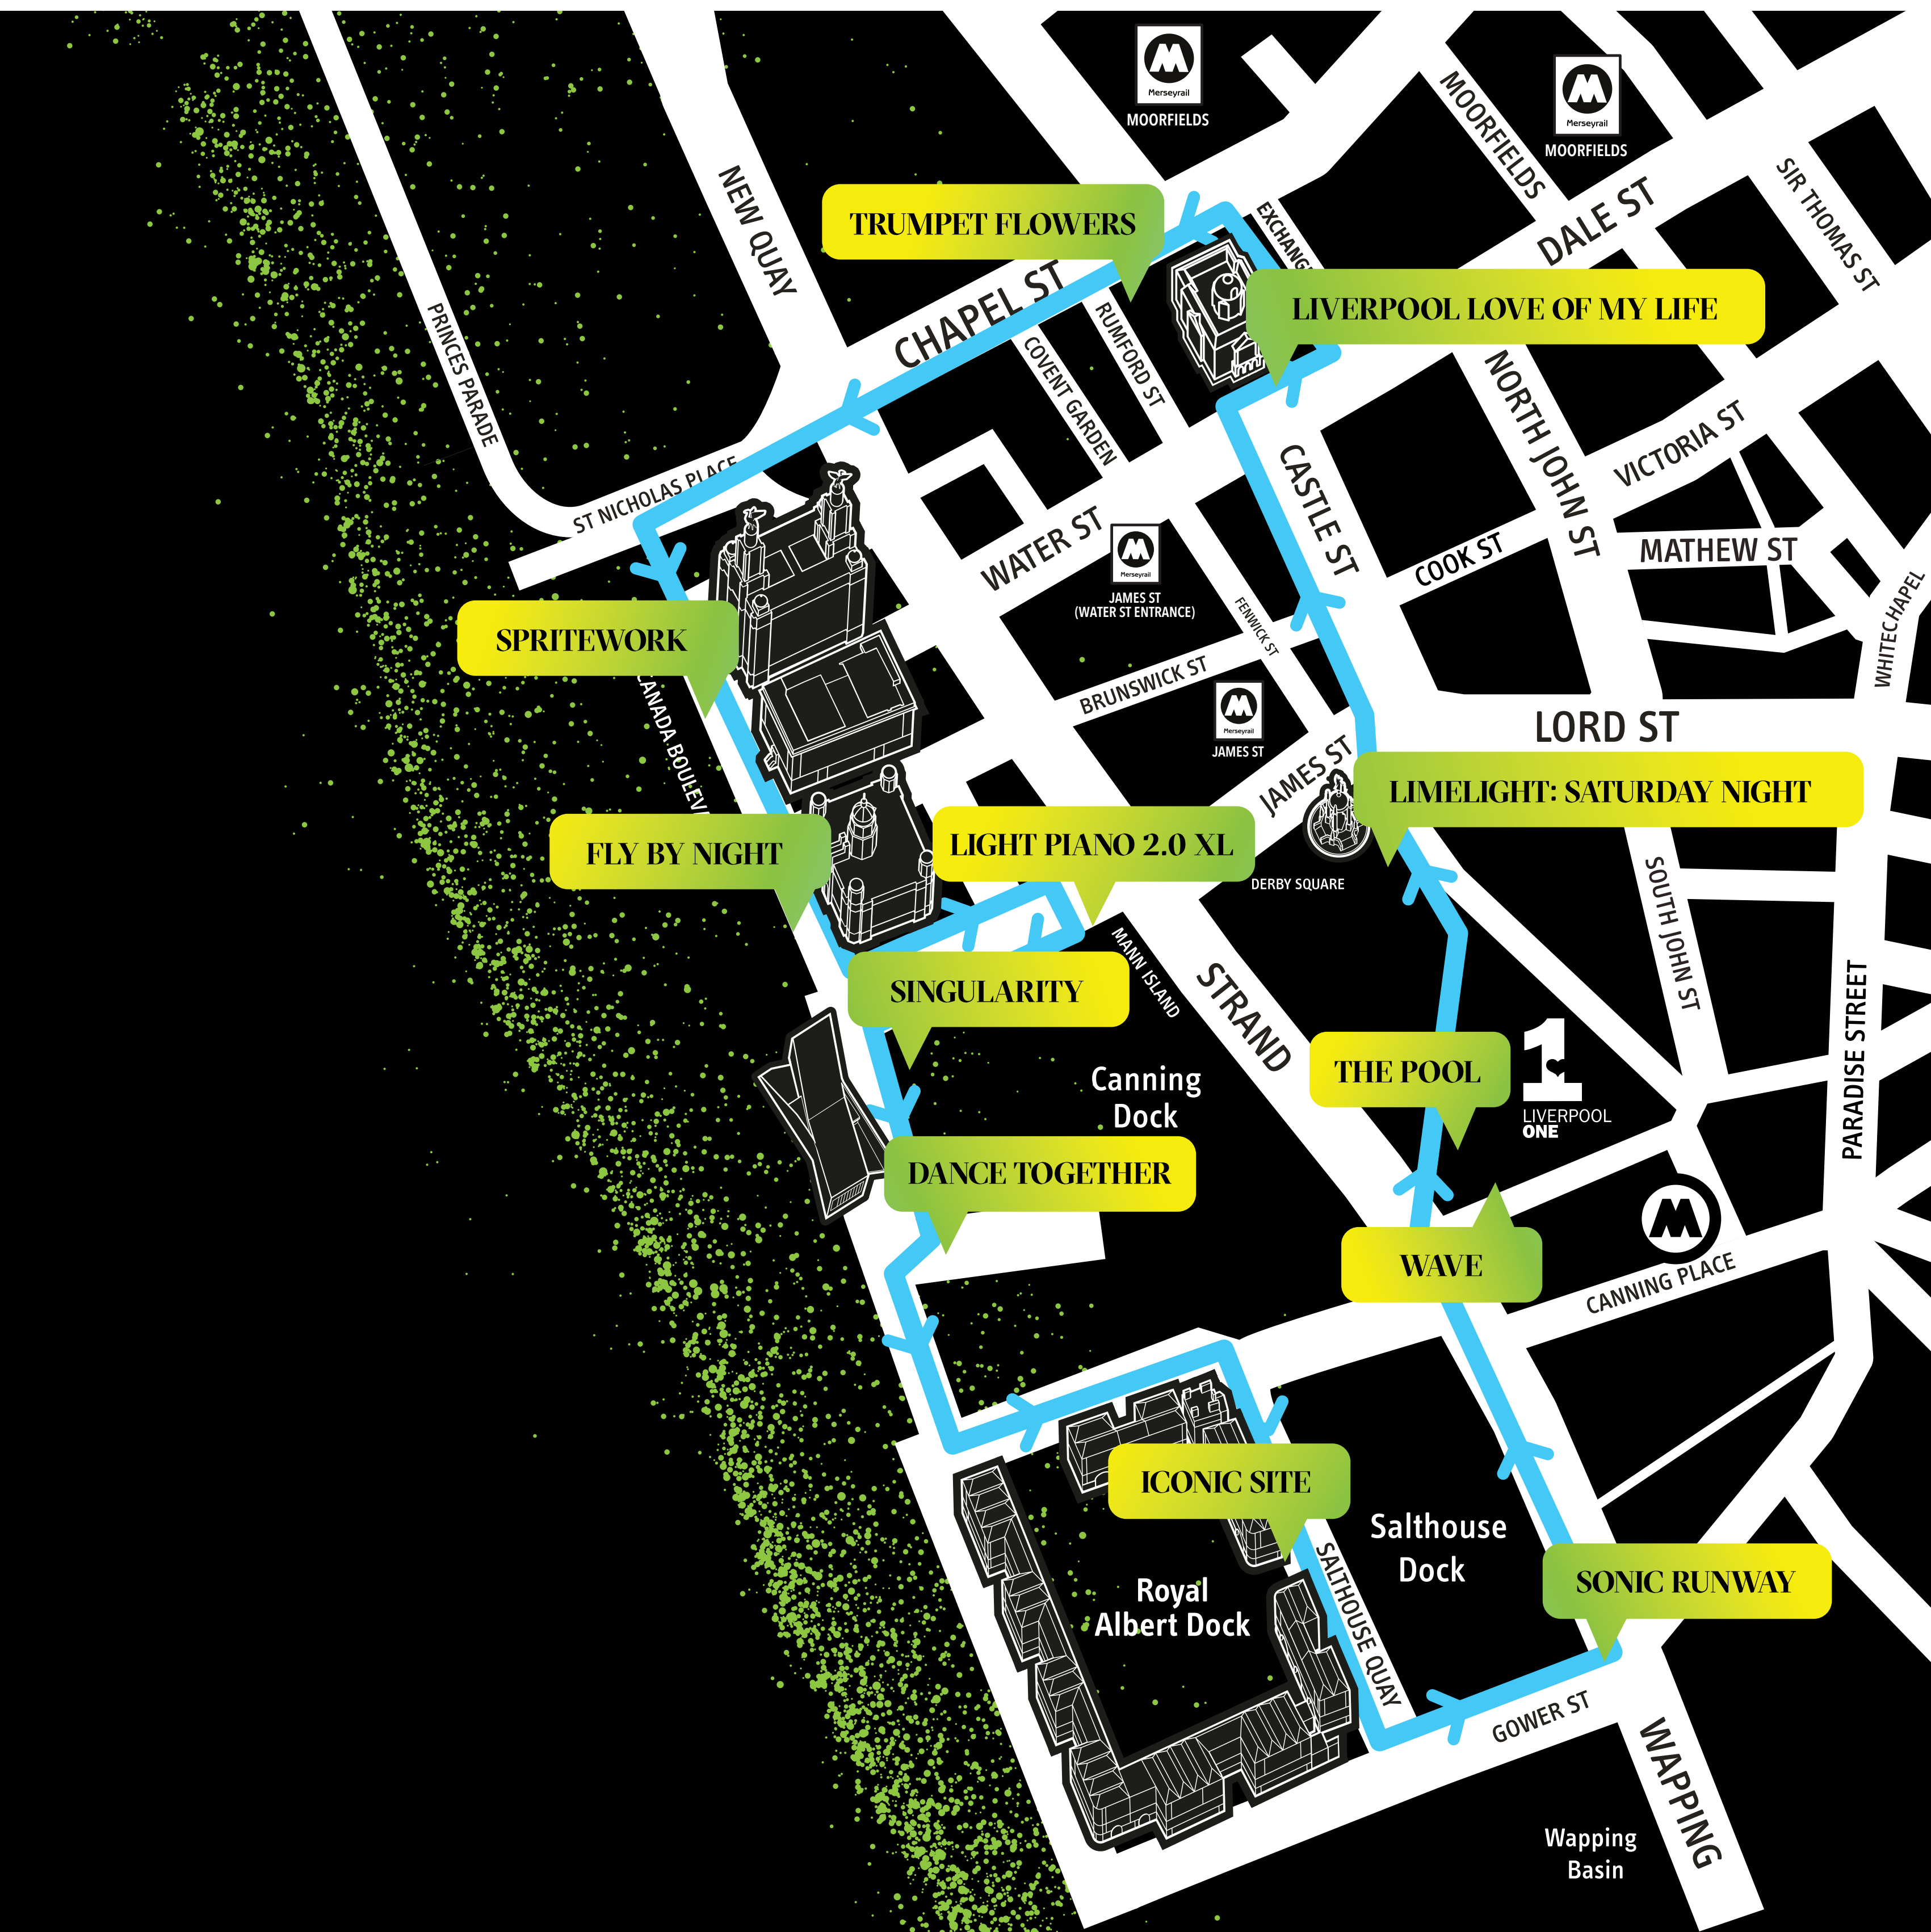 Merseyrail
MOORFIELDS
Merseyrail
MOORFIELDS
MOORFIELDS
SIR THOMAS ST
DALE ST
NEW QUAY
TRUMPET FLOWERS
EXCHANG
LIVERPOOL LOVE OF MY LIFE
CHAPEL ST
RUMFORD ST
COVENT GARDEN
PRINCES PARADE
ST NICHOLAS PLACE
NORTH JOHN ST
VICTORIA ST
CASTLE ST
WATER ST
COOK ST
MATHEW ST
Merseyrail
JAMES ST
(WATER ST ENTRANCE)
FENWICK ST
WHITECHAPEL
SPRITEWORK
BRUNSWICK ST
CANADA BOULEV
Merseyrail
JAMES ST
JAMES ST
LORD ST
LIMELIGHT: SATURDAY NIGHT
FLY BY NIGHT
LIGHT PIANO 2.0 XL
DERBY SQUARE
SOUTH JOHN ST
MANN ISLAND
STRAND
SINGULARITY
PARADISE STREET
THE POOL
1
LIVERPOOL
ONE
Canning
Dock
DANCE TOGETHER
WAVE
CANNING PLACE
ICONIC SITE
Salthouse
Dock
Royal
Albert Dock
SALTHOUSE QUAY
SONIC RUNWAY
GOWER ST
WAPPING
Wapping
Basin